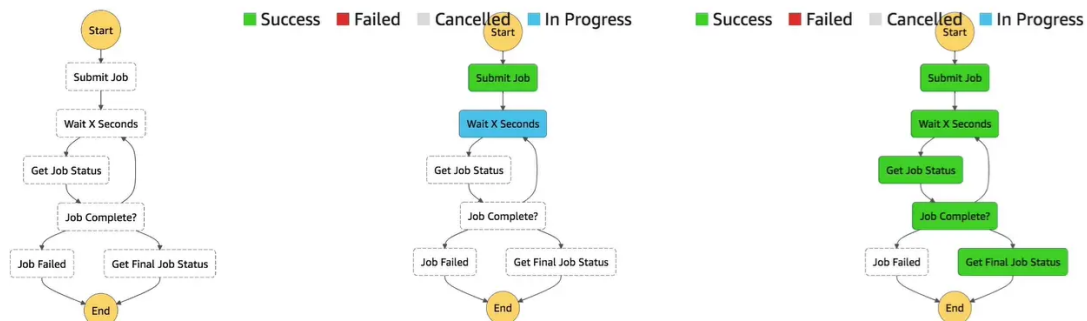 Start
Submit Job
Wait X Seconds
Get Job Status
Job Complete?
Job Failed
Get Final Job Status
End
Success
Failed
Cancelled
In Progress
Start
Submit Job
Wait X Seconds
Get Job Status
Job Complete?
Job Failed
Get Final Job Status
End
Success
Failed
Cancelled
In Progress
Start
Submit Job
Wait X Seconds
Get Job Status
Job Complete?
Job Failed
Get Final Job Status
End